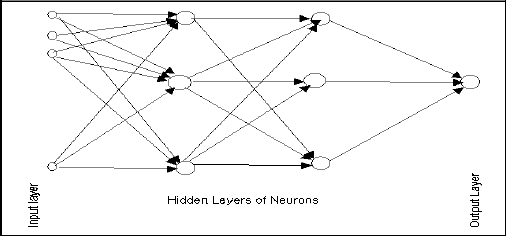 Input layer
Hidden Layers of Neurons
Output Layer